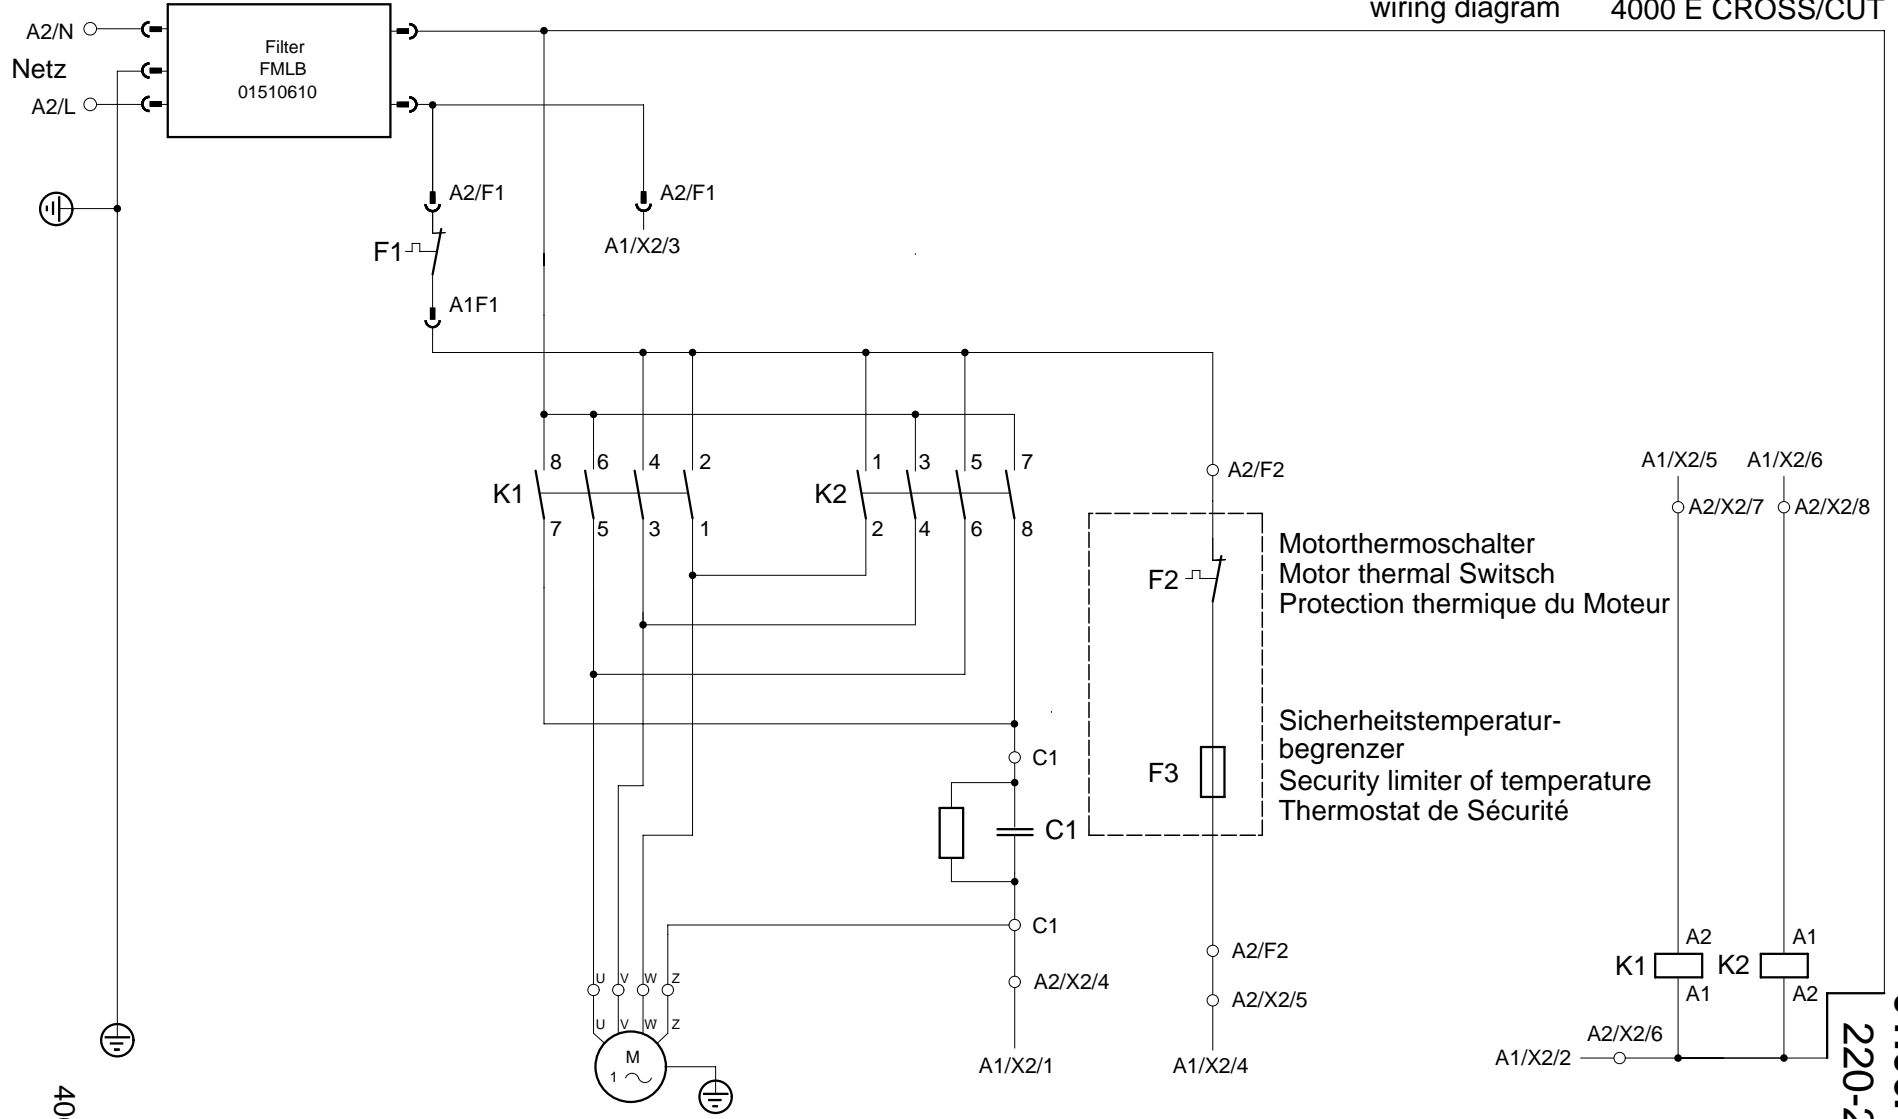 wiring diagram 4000 E CROSS/CUT
A2/N
Netz
A2/L
Filter
FMLB
01510610
A2/F1
A2/F1
F1
A1/X2/3
A1F1
8 6 4 2
1 3 5 7
K1
K2
7 5 3 1
2 4 6 8
A2/F2
A1/X2/5 A1/X2/6
A2/X2/7 A2/X2/8
F2
Motorthermoschalter
Motor thermal Switsch
Protection thermique du Moteur
F3
Sicherheitstemperatur-
begrenzer
Security limiter of temperature
Thermostat de Sécurité
C1
C1
C1
U V W Z
U V W Z
M
1
A2/X2/4
A1/X2/1
A2/F2
A2/X2/5
A1/X2/4
A2 A1
K1 K2
A1 A2
A2/X2/6
A1/X2/2
220-2
400